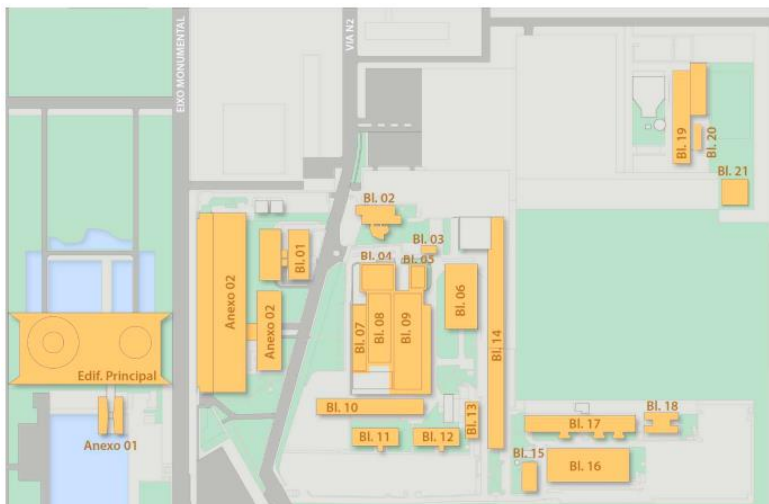 EIXO MONUMENTAL
VIA N2
Bl. 19
Bl. 20
Bl. 21
Bl. 02
Bl. 01
Bl. 03
Bl. 04
Bl. 05
Anexo 02
Anexo 02
Bl. 06
Bl. 07
Bl. 08
Bl. 09
Bl. 14
Edif. Principal
Bl. 10
Bl. 13
Anexo 01
Bl. 11
Bl. 12
Bl. 17
Bl. 18
Bl. 15
Bl. 16